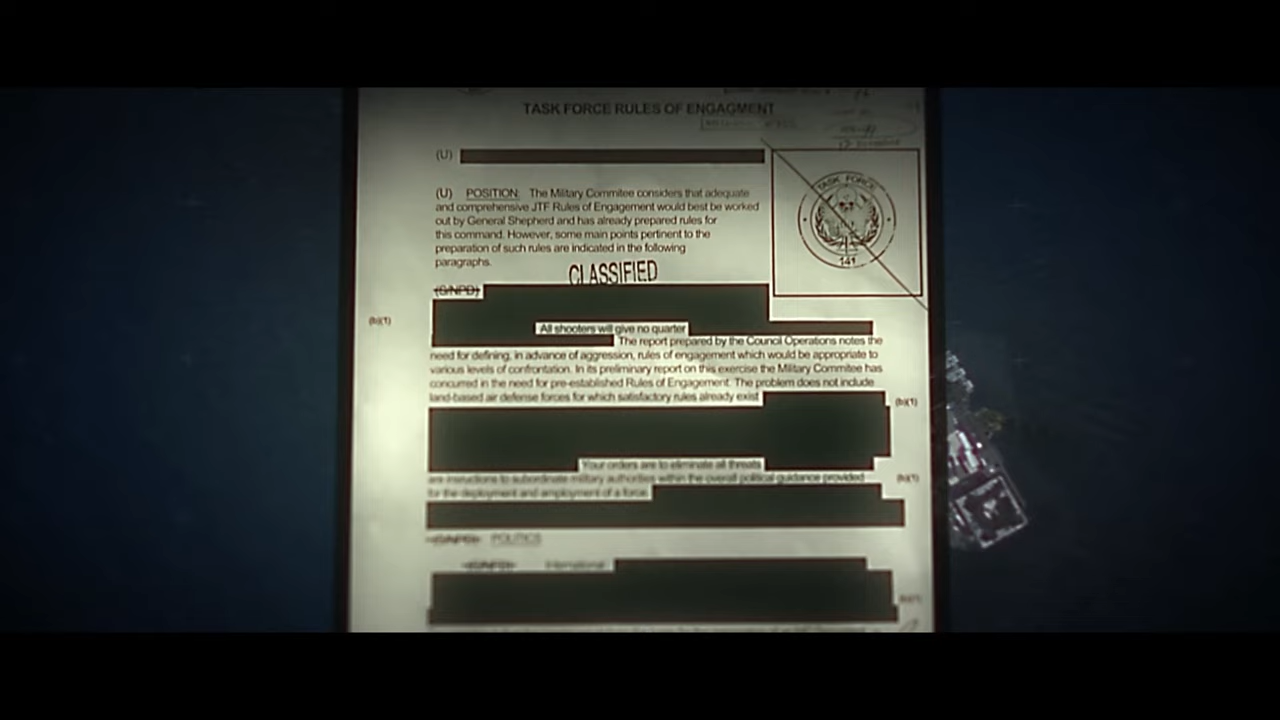 TASK FORCE RULES OF ENGAGMENT
(U)
(U) POSITION: The Military Commitee considers that adequate
and comprehensive JTF Rules of Engagement would best be worked
out by General Shepherd and has already prepared rules for
this command. However, some main points pertinent to the
preparation of such rules are indicated in the following
paragraphs.
TASK FORCE
141
CLASSIFIED
(S/NPD)
(b)(1)
All shooters will give no quarter
The report prepared by the Council Operations notes the
need for defining, in advance of aggression, rules of engagement which would be appropriate to
various levels of confrontation. In its preliminary report on this exercise the Military Commitee has
concurred in the need for pre-established Rules of Engagement. The problem does not include
land-based air defense forces for which satisfactory rules already exist
(b)(1)
Your orders are to eliminate all threats
are instructions to subordinate military authorities within the overall political guidance provided
(b)(1)
for the deployment and employment of a force.
(S/NPD) POLITICS
(S/NPD) International
(b)(1)